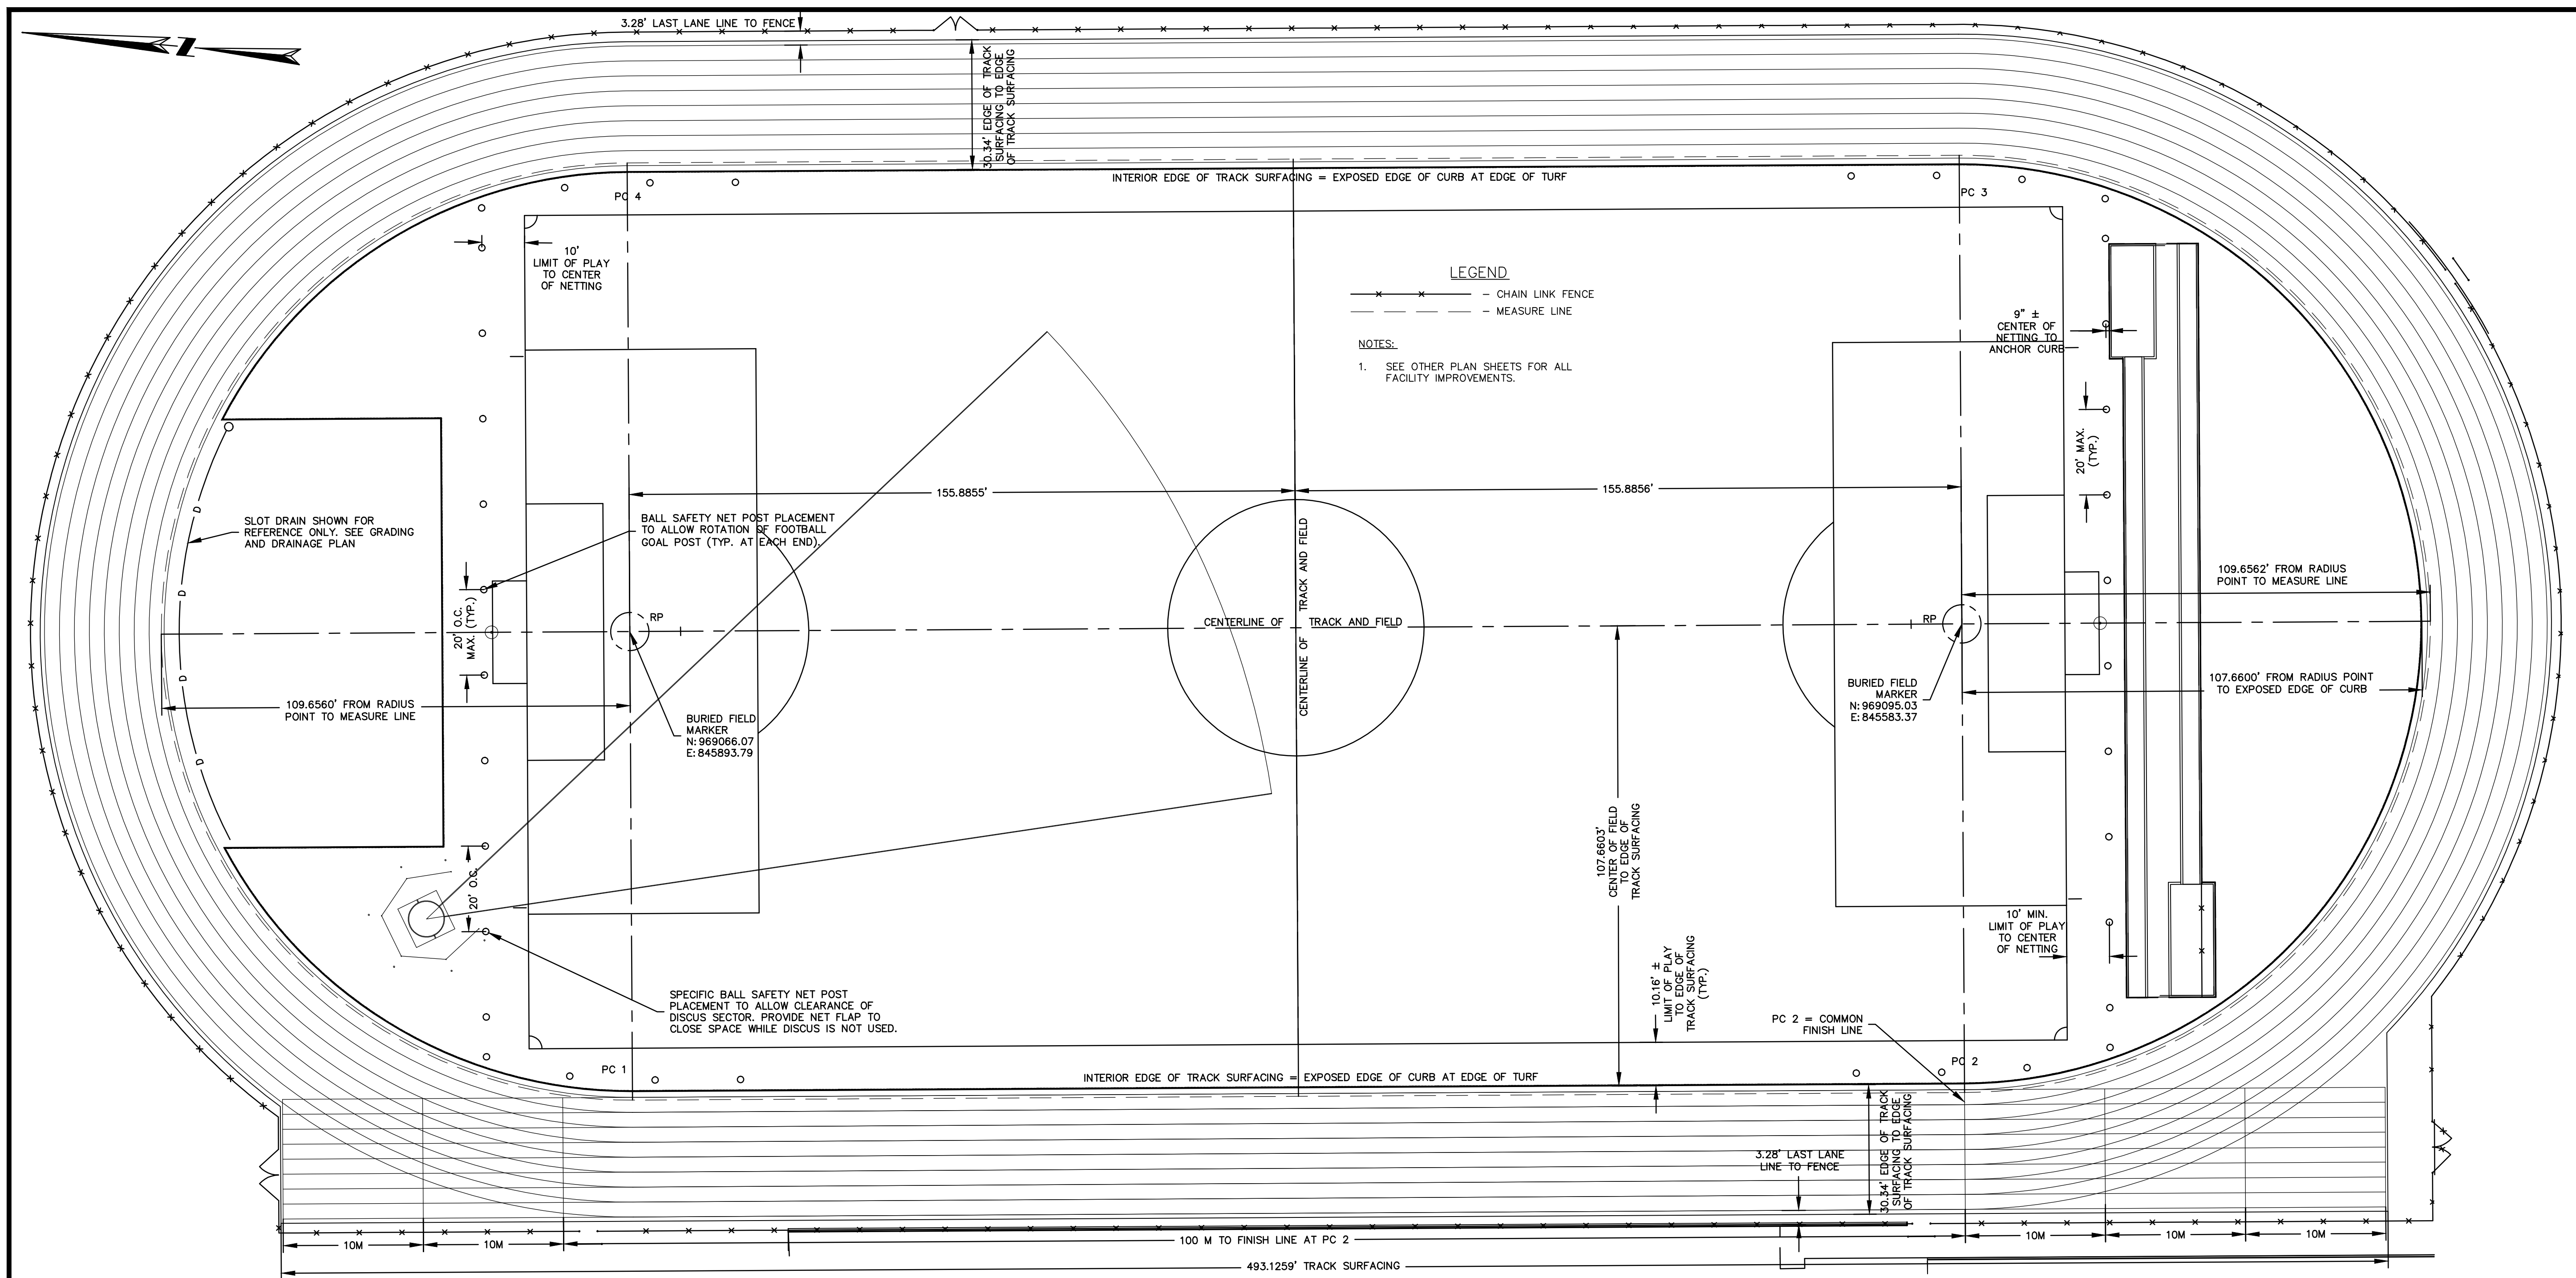 3.28' LAST LANE LINE TO FENCE
Z
30.34' EDGE OF TRACK
SURFACING TO EDGE
OF TRACK SURFACING
INTERIOR EDGE OF TRACK SURFACING = EXPOSED EDGE OF CURB AT EDGE OF TURF
PC 4
PC 3
10'
LIMIT OF PLAY
TO CENTER
OF NETTING
LEGEND
– CHAIN LINK FENCE
– MEASURE LINE
NOTES:
1. SEE OTHER PLAN SHEETS FOR ALL
FACILITY IMPROVEMENTS.
9" ±
CENTER OF
NETTING TO
ANCHOR CURB
20' MAX.
(TYP.)
155.8855'
155.8856'
SLOT DRAIN SHOWN FOR
REFERENCE ONLY. SEE GRADING
AND DRAINAGE PLAN
D
D
D
D
BALL SAFETY NET POST PLACEMENT
TO ALLOW ROTATION OF FOOTBALL
GOAL POST (TYP. AT EACH END).
20' O.C.
MAX. (TYP.)
RP
CENTERLINE OF TRACK AND FIELD
CENTERLINE OF TRACK AND FIELD
RP
109.6562' FROM RADIUS
POINT TO MEASURE LINE
107.6600' FROM RADIUS POINT
TO EXPOSED EDGE OF CURB
109.6560' FROM RADIUS
POINT TO MEASURE LINE
BURIED FIELD
MARKER
N: 969066.07
E: 845893.79
BURIED FIELD
MARKER
N: 969095.03
E: 845583.37
107.6603'
CENTER OF FIELD
TO EDGE OF
TRACK SURFACING
20' O.C.
10' MIN.
LIMIT OF PLAY
TO CENTER
OF NETTING
10.16' ±
LIMIT OF PLAY
TO EDGE OF
TRACK SURFACING
(TYP.)
SPECIFIC BALL SAFETY NET POST
PLACEMENT TO ALLOW CLEARANCE OF
DISCUS SECTOR. PROVIDE NET FLAP TO
CLOSE SPACE WHILE DISCUS IS NOT USED.
PC 2 = COMMON
FINISH LINE
PC 1
PC 2
INTERIOR EDGE OF TRACK SURFACING = EXPOSED EDGE OF CURB AT EDGE OF TURF
30.34' EDGE OF TRACK
SURFACING TO EDGE
OF TRACK SURFACING
3.28' LAST LANE
LINE TO FENCE
10M
10M
100 M TO FINISH LINE AT PC 2
10M
10M
10M
493.1259' TRACK SURFACING